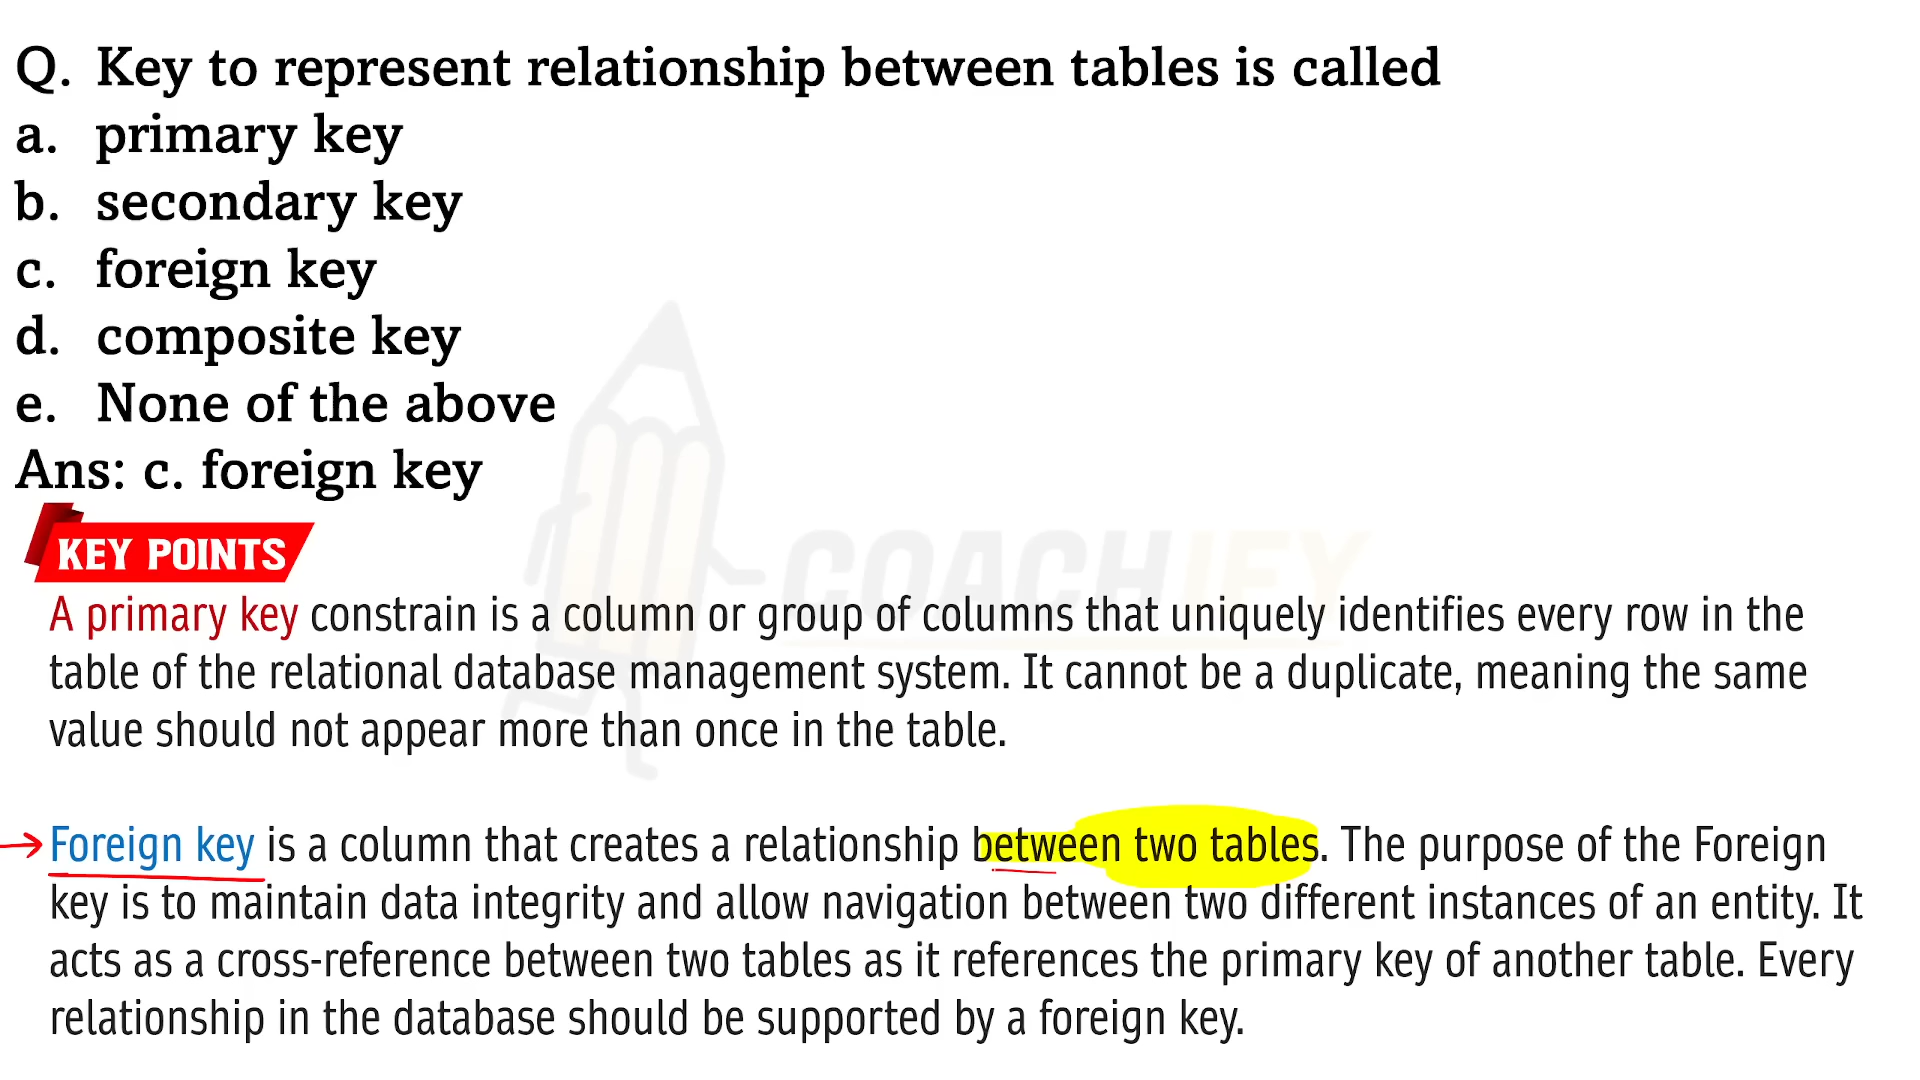 Q. Key to represent relationship between tables is called
a. primary key
b. secondary key
c. foreign key
d. composite key
e. None of the above
Ans: c. foreign key
KEY POINTS
COACHIFY
A primary key constrain is a column or group of columns that uniquely identifies every row in the
table of the relational database management system. It cannot be a duplicate, meaning the same
value should not appear more than once in the table.
Foreign key is a column that creates a relationship between two tables. The purpose of the Foreign
key is to maintain data integrity and allow navigation between two different instances of an entity. It
acts as a cross-reference between two tables as it references the primary key of another table. Every
relationship in the database should be supported by a foreign key.